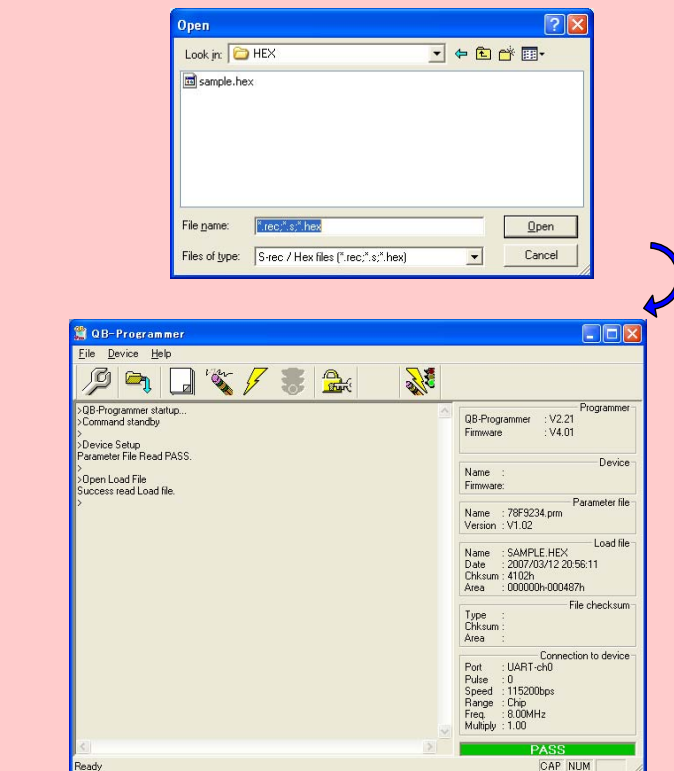 Open
Look in: HEX
sample.hex
File name: *.rec;*.s;*.hex
Open
Files of type: S-rec / Hex files (*.rec;*.s;*.hex)
Cancel
QB-Programmer
File Device Help
>QB-Programmer startup...
>Command standby
>
>Device Setup
Parameter File Read PASS.
>
>Open Load File
Success read Load file.
>
Programmer
QB-Programmer : V2.21
Firmware : V4.01
Device
Name :
Firmware:
Parameter file
Name : 78F9234.prm
Version : V1.02
Load file
Name : SAMPLE.HEX
Date : 2007/03/12 20:56:11
Chksum : 4102h
Area : 000000h-000487h
File checksum
Type :
Chksum :
Area :
Connection to device
Port : UART-ch0
Pulse : 0
Speed : 115200bps
Range : Chip
Freq. : 8.00MHz
Multiply : 1.00
PASS
Ready
CAP NUM